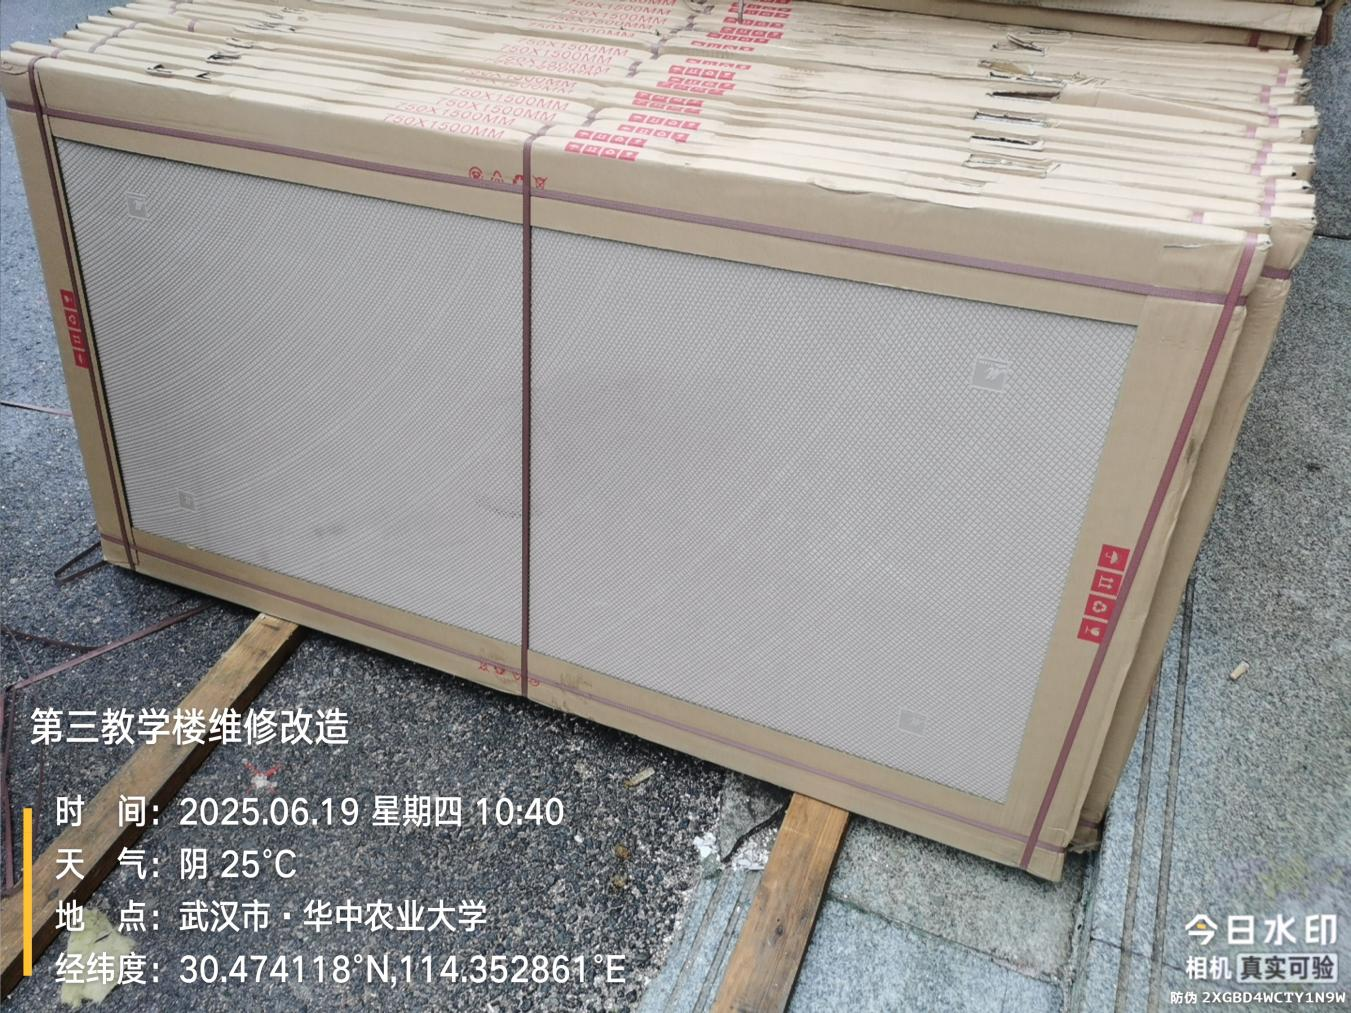 750X1500MM
750X1500MM
750X1500MM
750X1500MM
750X1500MM
第三教学楼维修改造
时 间：2025.06.19 星期四 10:40
天 气：阴 25°C
地 点：武汉市·华中农业大学
经纬度：30.474118°N,114.352861°E
今日水印
相机 真实可验
防伪 2XGBD4WCTY1N9W